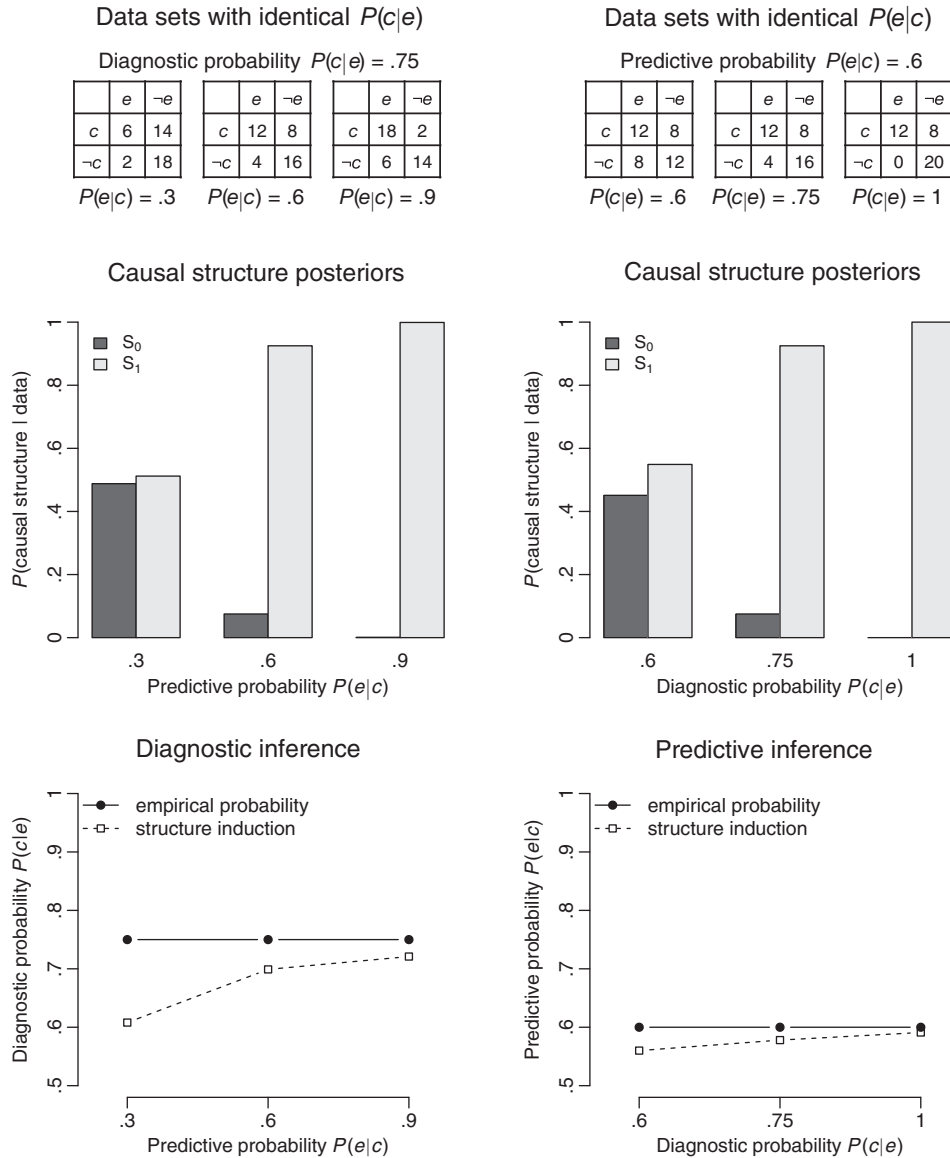 Data sets with identical P(c|e)
Diagnostic probability P(c|e) = .75
e ¬e
c 6 14
¬c 2 18
P(e|c) = .3
e ¬e
c 12 8
¬c 4 16
P(e|c) = .6
e ¬e
c 18 2
¬c 6 14
P(e|c) = .9
Data sets with identical P(e|c)
Predictive probability P(e|c) = .6
e ¬e
c 12 8
¬c 8 12
P(c|e) = .6
e ¬e
c 12 8
¬c 4 16
P(c|e) = .75
e ¬e
c 12 8
¬c 0 20
P(c|e) = 1
Causal structure posteriors
P(causal structure | data)
1
.8
.6
.4
.2
0
S0
S1
.3 .6 .9
Predictive probability P(e|c)
Causal structure posteriors
P(causal structure | data)
1
.8
.6
.4
.2
0
S0
S1
.6 .75 1
Diagnostic probability P(c|e)
Diagnostic inference
Diagnostic probability P(c|e)
1
.9
.8
.7
.6
.5
empirical probability
structure induction
.3 .6 .9
Predictive probability P(e|c)
Predictive inference
Predictive probability P(e|c)
1
.9
.8
.7
.6
.5
empirical probability
structure induction
.6 .75 1
Diagnostic probability P(c|e)